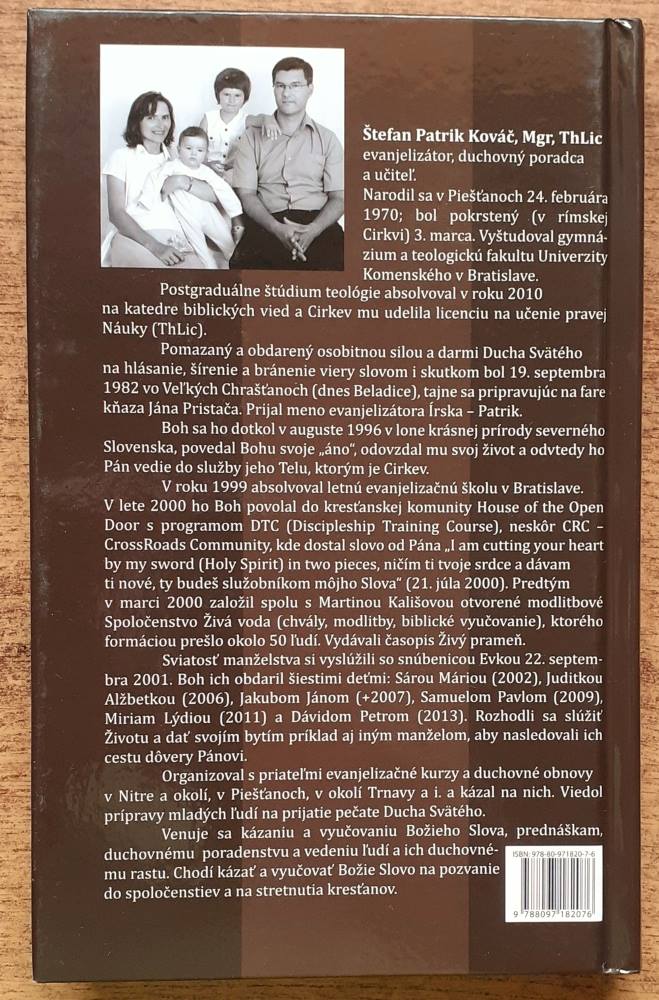 Štefan Patrik Kováč, Mgr, ThLic
evanjelizátor, duchovný poradca
a učiteľ.
Narodil sa v Piešťanoch 24. februára
1970; bol pokrstený (v rímskej
Cirkvi) 3. marca. Vyštudoval gymná-
zium a teologickú fakultu Univerzity
Komenského v Bratislave.
Postgraduálne štúdium teológie absolvoval v roku 2010
na katedre biblických vied a Cirkev mu udelila licenciu na učenie pravej
Náuky (ThLic).
Pomazaný a obdarený osobitnou silou a darmi Ducha Svätého
na hlásanie, šírenie a bránenie viery slovom i skutkom bol 19. septembra
1982 vo Veľkých Chrašťanoch (dnes Beladice), tajne sa pripravujúc na fare
kňaza Jána Pristača. Prijal meno evanjelizátora Írska – Patrik.
Boh sa ho dotkol v auguste 1996 v lone krásnej prírody severného
Slovenska, povedal Bohu svoje „áno", odovzdal mu svoj život a odvtedy ho
Pán vedie do služby jeho Telu, ktorým je Cirkev.
V roku 1999 absolvoval letnú evanjelizačnú školu v Bratislave.
V lete 2000 ho Boh povolal do kresťanskej komunity House of the Open
Door s programom DTC (Discipleship Training Course), neskôr CRC –
CrossRoads Community, kde dostal slovo od Pána „I am cutting your heart
by my sword (Holy Spirit) in two pieces, ničím ti tvoje srdce a dávam
ti nové, ty budeš služobníkom môjho Slova" (21. júla 2000). Predtým
v marci 2000 založil spolu s Martinou Kališovou otvorené modlitbové
Spoločenstvo Živá voda (chvály, modlitby, biblické vyučovanie), ktorého
formáciou prešlo okolo 50 ľudí. Vydávali časopis Živý prameň.
Sviatosť manželstva si vyslúžili so snúbenicou Evkou 22. septem-
bra 2001. Boh ich obdaril šiestimi deťmi: Sárou Máriou (2002), Juditkou
Alžbetkou (2006), Jakubom Jánom (+2007), Samuelom Pavlom (2009),
Miriam Lýdiou (2011) a Dávidom Petrom (2013). Rozhodli sa slúžiť
Životu a dať svojím bytím príklad aj iným manželom, aby nasledovali ich
cestu dôvery Pánovi.
Organizoval s priateľmi evanjelizačné kurzy a duchovné obnovy
v Nitre a okolí, v Piešťanoch, v okolí Trnavy a i. a kázal na nich. Viedol
prípravy mladých ľudí na prijatie pečate Ducha Svätého.
Venuje sa kázaniu a vyučovaniu Božieho Slova, prednáškam,
duchovnému poradenstvu a vedeniu ľudí a ich duchovné-
mu rastu. Chodí kázať a vyučovať Božie Slovo na pozvanie
do spoločenstiev a na stretnutia kresťanov.
ISBN: 978-80-971820-7-6
9 788097 182076